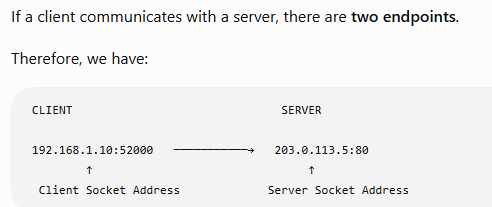 If a client communicates with a server, there are two endpoints.
Therefore, we have:
CLIENT SERVER
192.168.1.10:52000 ───────────→ 203.0.113.5:80
↑ ↑
Client Socket Address Server Socket Address